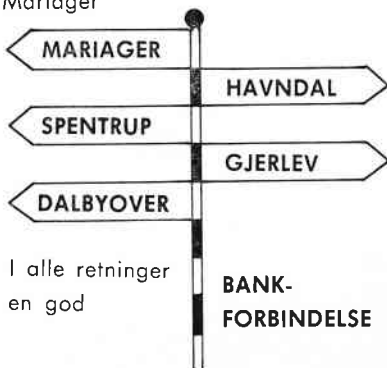 Mariager
MARIAGER
HAVNDAL
SPENTRUP
GJERLEV
DALBYOVER
I alle retninger
en god
BANK-
FORBINDELSE